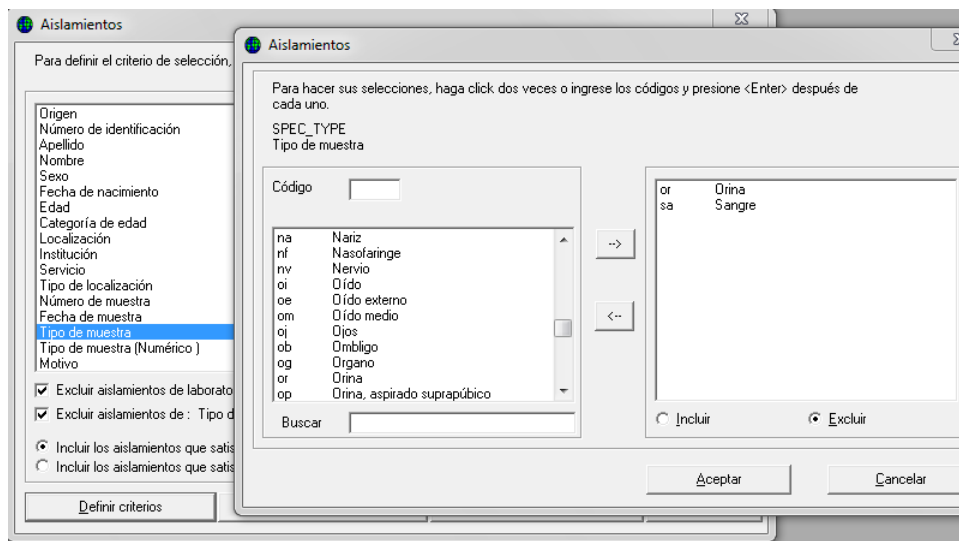 Aislamientos
Para definir el criterio de selección,
Origen
Número de identificación
Apellido
Nombre
Sexo
Fecha de nacimiento
Edad
Categoría de edad
Localización
Institución
Servicio
Tipo de localización
Número de muestra
Fecha de muestra
Tipo de muestra
Tipo de muestra (Numérico )
Motivo
Excluir aislamientos de laborato
Excluir aislamientos de : Tipo d
Incluir los aislamientos que satis
Incluir los aislamientos que satis
Definir criterios
Aislamientos
Para hacer sus selecciones, haga click dos veces o ingrese los códigos y presione <Enter> después de
cada uno.
SPEC_TYPE
Tipo de muestra
Código
na Nariz
nf Nasofaringe
nv Nervio
oi Oído
oe Oído externo
om Oído medio
oj Ojos
ob Ombligo
og Organo
or Orina
op Orina, aspirado suprapúbico
Buscar
-->
<--
or Orina
sa Sangre
Incluir Excluir
Aceptar Cancelar